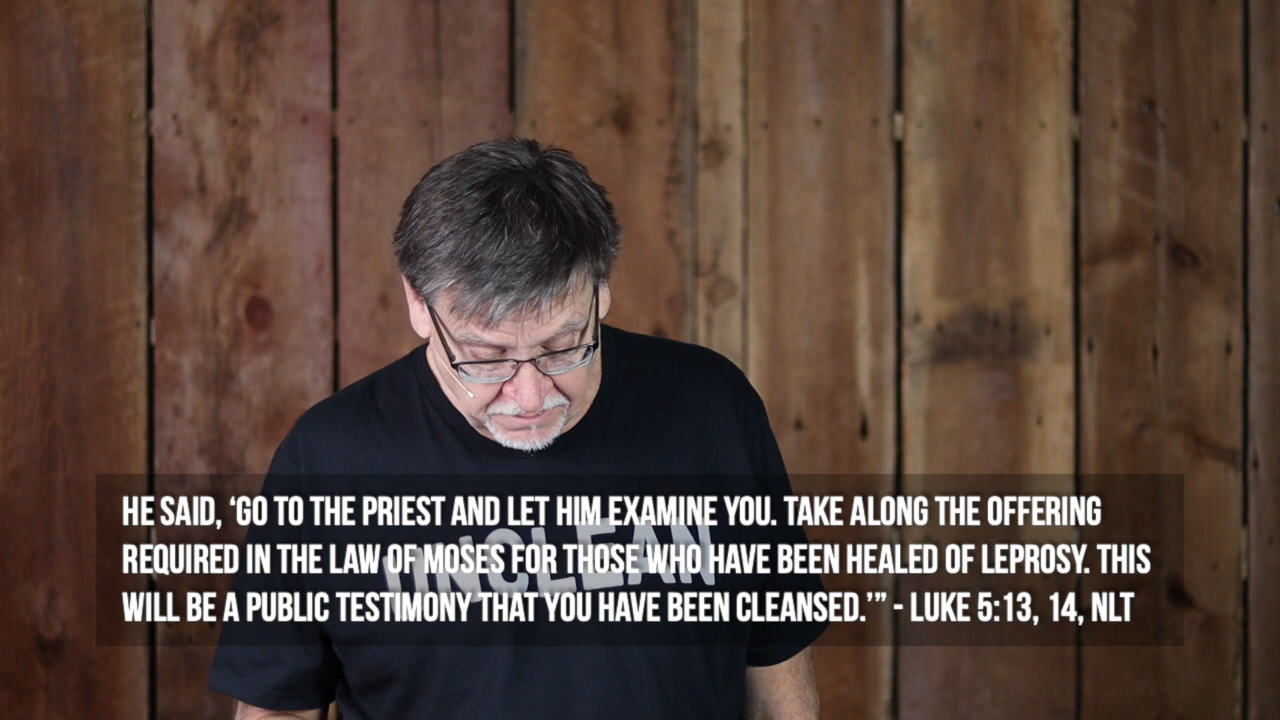 HE SAID, ‘GO TO THE PRIEST AND LET HIM EXAMINE YOU. TAKE ALONG THE OFFERING
REQUIRED IN THE LAW OF MOSES FOR THOSE WHO HAVE BEEN HEALED OF LEPROSY. THIS
WILL BE A PUBLIC TESTIMONY THAT YOU HAVE BEEN CLEANSED.’” - LUKE 5:13, 14, NLT
UNCLEAN